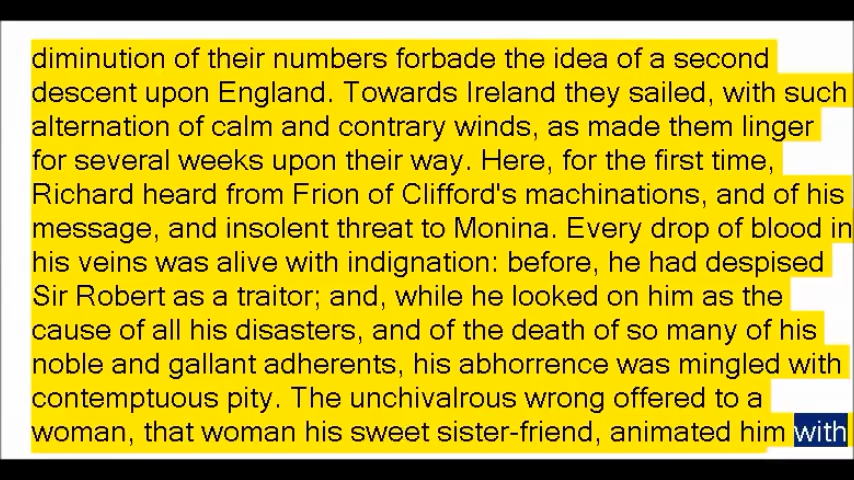 diminution of their numbers forbade the idea of a second
descent upon England. Towards Ireland they sailed, with such
alternation of calm and contrary winds, as made them linger
for several weeks upon their way. Here, for the first time,
Richard heard from Frion of Clifford's machinations, and of his
message, and insolent threat to Monina. Every drop of blood in
his veins was alive with indignation: before, he had despised
Sir Robert as a traitor; and, while he looked on him as the
cause of all his disasters, and of the death of so many of his
noble and gallant adherents, his abhorrence was mingled with
contemptuous pity. The unchivalrous wrong offered to a
woman, that woman his sweet sister-friend, animated him with